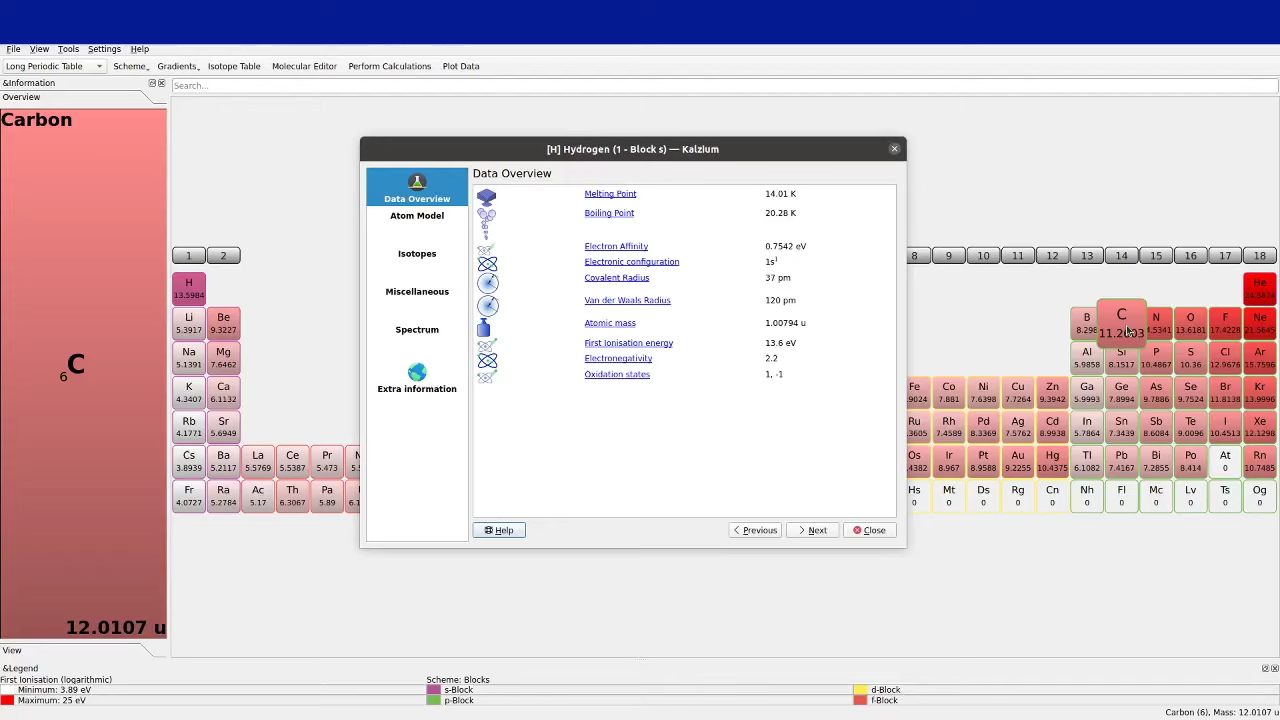 File View Tools Settings Help
Long Periodic Table Scheme Gradients Isotope Table Molecular Editor Perform Calculations Plot Data
&Information
Search...
Overview
Carbon
6 C
12.0107 u
View
[H] Hydrogen (1 - Block s) — Kalzium
Data Overview
Atom Model
Isotopes
Miscellaneous
Spectrum
Extra information
Data Overview
Melting Point 14.01 K
Boiling Point 20.28 K
Electron Affinity 0.7542 eV
Electronic configuration 1s¹
Covalent Radius 37 pm
Van der Waals Radius 120 pm
Atomic mass 1.00794 u
First Ionisation energy 13.6 eV
Electronegativity 2.2
Oxidation states 1, -1
Help Previous Next Close
1 2 8 9 10 11 12 13 14 15 16 17 18
H He
13.5984
Li Be B C N O F Ne
5.3917 9.3227 8.298 13.6181 17.4228 21.5645
Na Mg Al Si P S Cl Ar
5.1391 7.6462 5.9858 8.1517 10.4867 10.36 12.9676 15.7596
K Ca Fe Co Ni Cu Zn Ga Ge As Se Br Kr
4.3407 6.1132 .9024 7.881 7.6398 7.7264 9.3942 5.9993 7.8994 9.7886 9.7524 11.8138 13.9996
Rb Sr Ru Rh Pd Ag Cd In Sn Sb Te I Xe
4.1771 5.6949 .3605 7.4589 8.3369 7.5762 8.9938 5.7864 7.3439 8.6084 9.0096 10.4513 12.1298
Cs Ba La Ce Pr Os Ir Pt Au Hg Tl Pb Bi Po At Rn
3.8939 5.2117 5.5769 5.5387 5.473 .4382 8.967 8.9588 9.2255 10.4375 6.1082 7.4167 7.2855 8.414 0 10.7485
Fr Ra Ac Th Pa Hs Mt Ds Rg Cn Nh Fl Mc Lv Ts Og
4.0727 5.2784 5.17 6.3067 5.89 0 0 0 0 0 0 0 0 0 0 0
&Legend
First Ionisation (logarithmic) Scheme: Blocks
Minimum: 3.89 eV s-Block d-Block
Maximum: 25 eV p-Block f-Block
Carbon (6), Mass: 12.0107 u